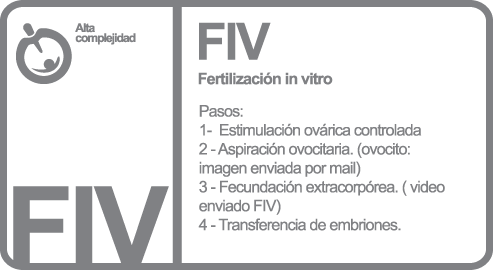 Alta
complejidad
FIV
FIV
Fertilización in vitro
Pasos:
1- Estimulación ovárica controlada
2 - Aspiración ovocitaria. (ovocito:
imagen enviada por mail)
3 - Fecundación extracorpórea. ( video
enviado FIV)
4 - Transferencia de embriones.